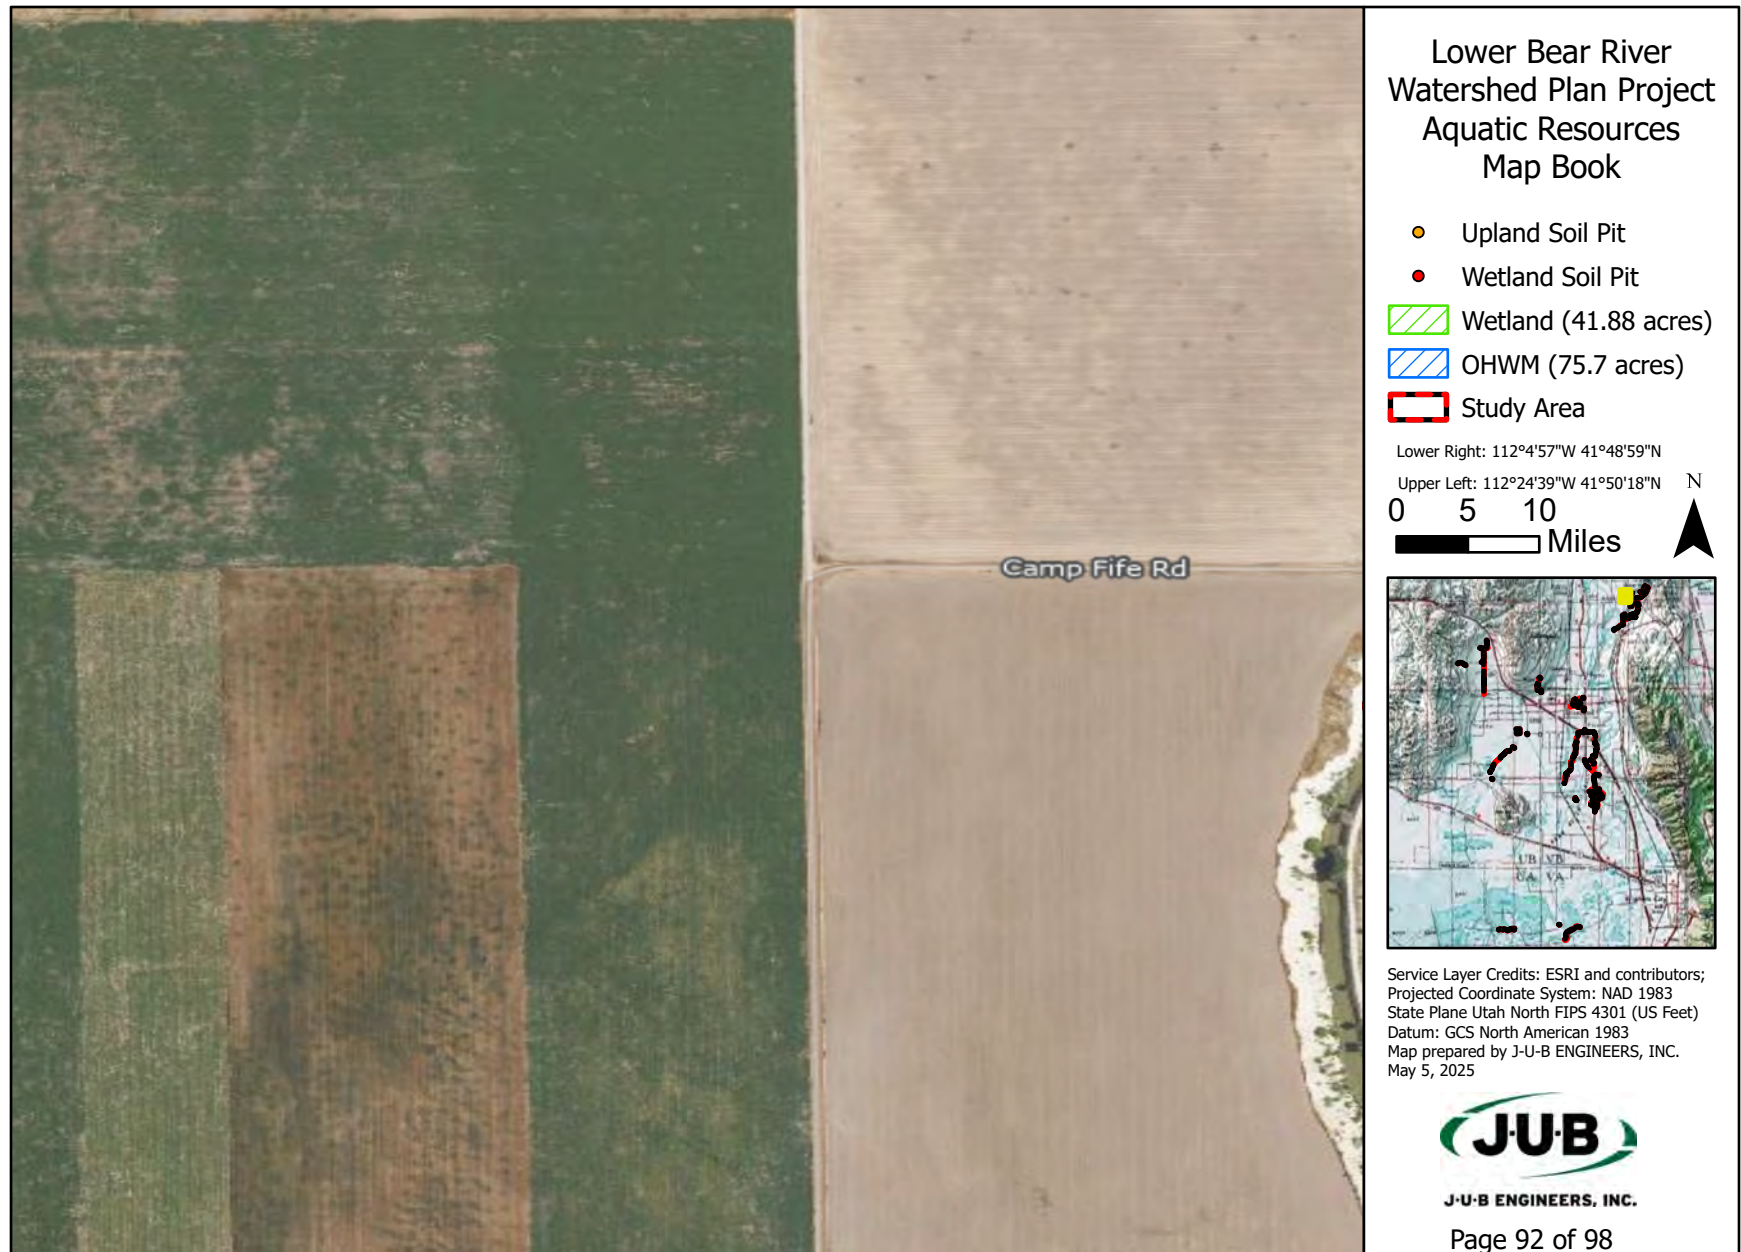 Lower Bear River
Watershed Plan Project
Aquatic Resources
Map Book
Upland Soil Pit
Wetland Soil Pit
Wetland (41.88 acres)
OHWM (75.7 acres)
Study Area
Lower Right: 112°4'57"W 41°48'59"N
Upper Left: 112°24'39"W 41°50'18"N
N
0 5 10
Miles
Camp Fife Rd
UB VB
UA VA
Service Layer Credits: ESRI and contributors;
Projected Coordinate System: NAD 1983
State Plane Utah North FIPS 4301 (US Feet)
Datum: GCS North American 1983
Map prepared by J-U-B ENGINEERS, INC.
May 5, 2025
J·U·B
J·U·B ENGINEERS, INC.
Page 92 of 98